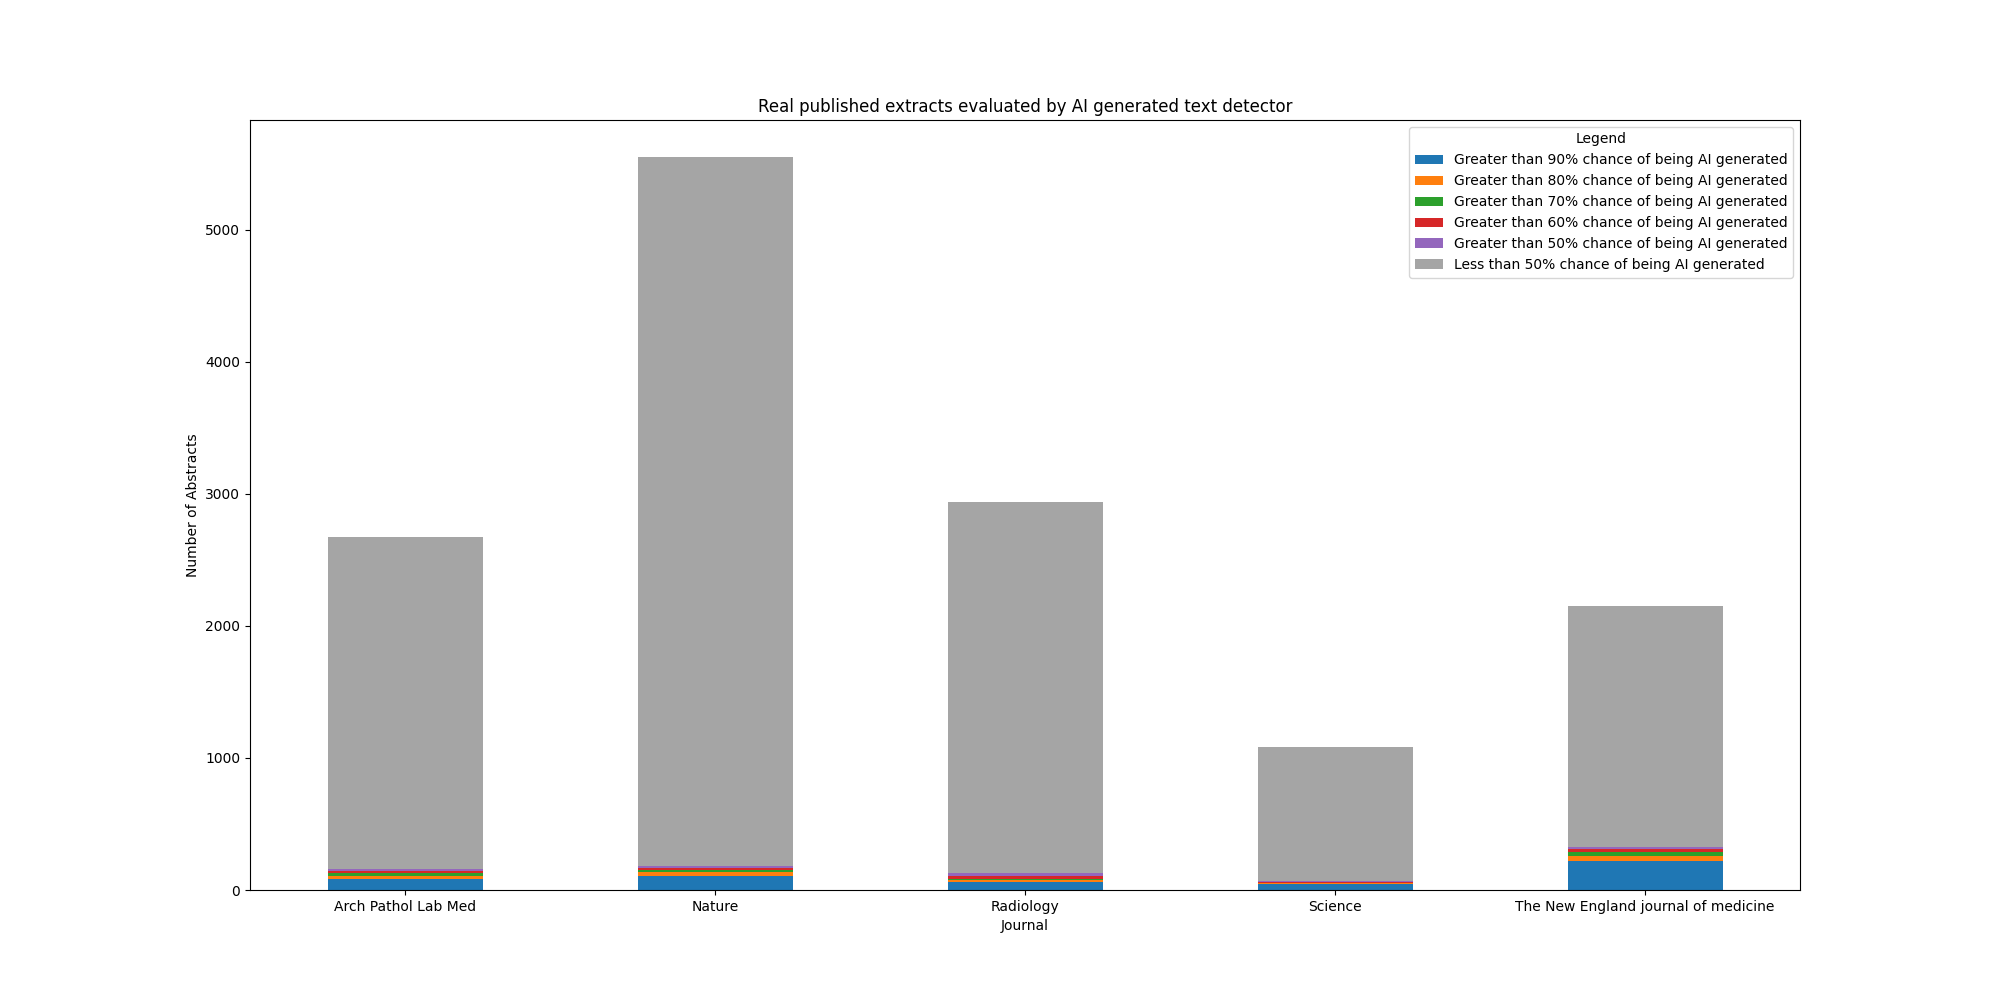 Real published extracts evaluated by AI generated text detector
Legend
Greater than 90% chance of being AI generated
Greater than 80% chance of being AI generated
Greater than 70% chance of being AI generated
Greater than 60% chance of being AI generated
Greater than 50% chance of being AI generated
Less than 50% chance of being AI generated
Number of Abstracts
5000
4000
3000
2000
1000
0
Arch Pathol Lab Med
Nature
Radiology
Science
The New England journal of medicine
Journal